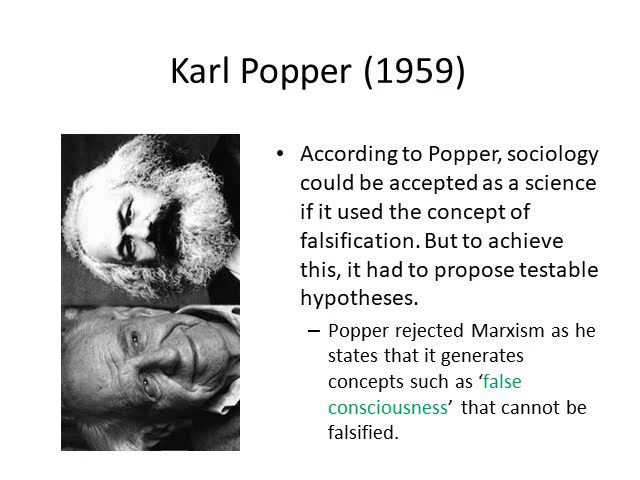 Karl Popper (1959)
• According to Popper, sociology
could be accepted as a science
if it used the concept of
falsification. But to achieve
this, it had to propose testable
hypotheses.
– Popper rejected Marxism as he
states that it generates
concepts such as ‘false
consciousness’ that cannot be
falsified.